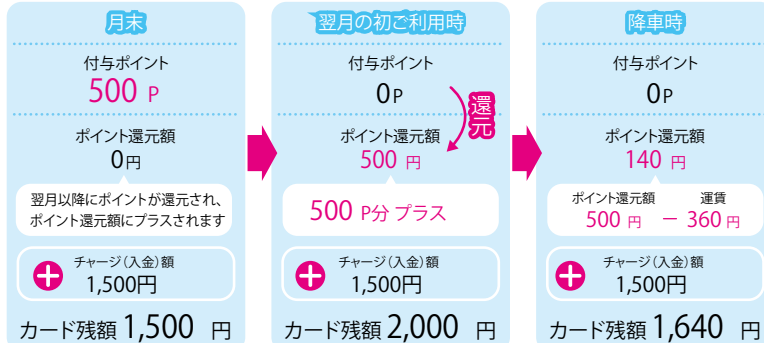 月末
付与ポイント
500 P
ポイント還元額
0円
翌月以降にポイントが還元され、
ポイント還元額にプラスされます
チャージ（入金）額
1,500円
カード残額 1,500 円
翌月の初ご利用時
付与ポイント
0P
還元
ポイント還元額
500 円
500 P分 プラス
チャージ（入金）額
1,500円
カード残額 2,000 円
降車時
付与ポイント
0P
ポイント還元額
140 円
ポイント還元額 運賃
500 円 － 360 円
チャージ（入金）額
1,500円
カード残額 1,640 円